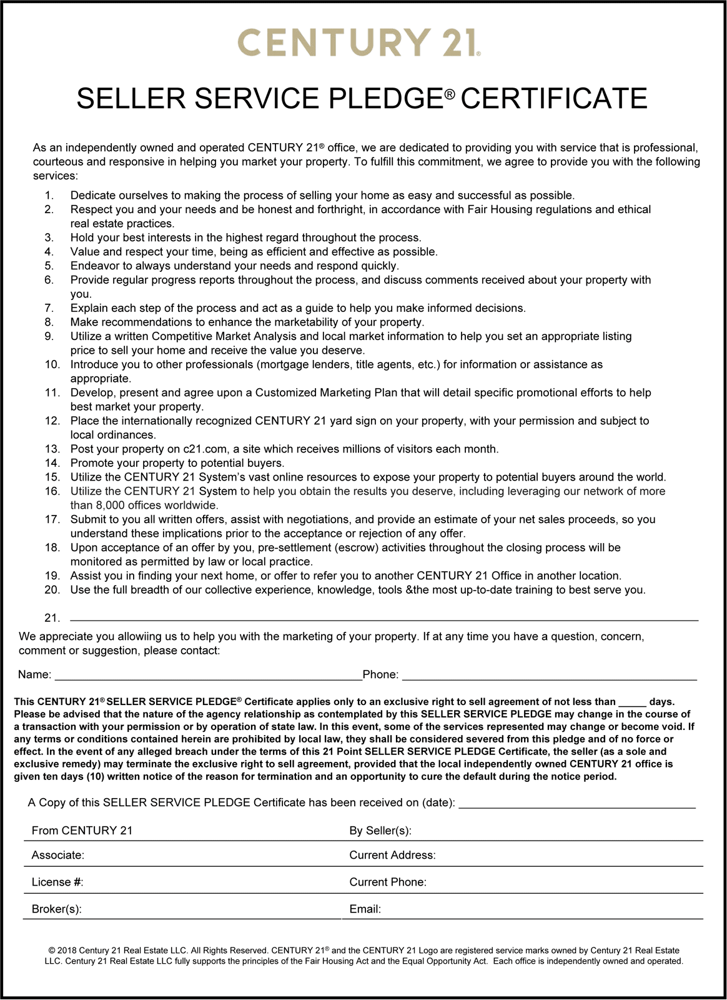 CENTURY 21®
SELLER SERVICE PLEDGE® CERTIFICATE
As an independently owned and operated CENTURY 21® office, we are dedicated to providing you with service that is professional,
courteous and responsive in helping you market your property. To fulfill this commitment, we agree to provide you with the following
services:
1. Dedicate ourselves to making the process of selling your home as easy and successful as possible.
2. Respect you and your needs and be honest and forthright, in accordance with Fair Housing regulations and ethical
real estate practices.
3. Hold your best interests in the highest regard throughout the process.
4. Value and respect your time, being as efficient and effective as possible.
5. Endeavor to always understand your needs and respond quickly.
6. Provide regular progress reports throughout the process, and discuss comments received about your property with
you.
7. Explain each step of the process and act as a guide to help you make informed decisions.
8. Make recommendations to enhance the marketability of your property.
9. Utilize a written Competitive Market Analysis and local market information to help you set an appropriate listing
price to sell your home and receive the value you deserve.
10. Introduce you to other professionals (mortgage lenders, title agents, etc.) for information or assistance as
appropriate.
11. Develop, present and agree upon a Customized Marketing Plan that will detail specific promotional efforts to help
best market your property.
12. Place the internationally recognized CENTURY 21 yard sign on your property, with your permission and subject to
local ordinances.
13. Post your property on c21.com, a site which receives millions of visitors each month.
14. Promote your property to potential buyers.
15. Utilize the CENTURY 21 System's vast online resources to expose your property to potential buyers around the world.
16. Utilize the CENTURY 21 System to help you obtain the results you deserve, including leveraging our network of more
than 8,000 offices worldwide.
17. Submit to you all written offers, assist with negotiations, and provide an estimate of your net sales proceeds, so you
understand these implications prior to the acceptance or rejection of any offer.
18. Upon acceptance of an offer by you, pre-settlement (escrow) activities throughout the closing process will be
monitored as permitted by law or local practice.
19. Assist you in finding your next home, or offer to refer you to another CENTURY 21 Office in another location.
20. Use the full breadth of our collective experience, knowledge, tools &the most up-to-date training to best serve you.
21. ____________________
We appreciate you allowiing us to help you with the marketing of your property. If at any time you have a question, concern,
comment or suggestion, please contact:
Name: ____________________Phone: ____________________
This CENTURY 21® SELLER SERVICE PLEDGE® Certificate applies only to an exclusive right to sell agreement of not less than _____ days.
Please be advised that the nature of the agency relationship as contemplated by this SELLER SERVICE PLEDGE may change in the course of
a transaction with your permission or by operation of state law. In this event, some of the services represented may change or become void. If
any terms or conditions contained herein are prohibited by local law, they shall be considered severed from this pledge and of no force or
effect. In the event of any alleged breach under the terms of this 21 Point SELLER SERVICE PLEDGE Certificate, the seller (as a sole and
exclusive remedy) may terminate the exclusive right to sell agreement, provided that the local independently owned CENTURY 21 office is
given ten days (10) written notice of the reason for termination and an opportunity to cure the default during the notice period.
A Copy of this SELLER SERVICE PLEDGE Certificate has been received on (date): ____________________
From CENTURY 21 By Seller(s):
Associate: Current Address:
License #: Current Phone:
Broker(s): Email:
© 2018 Century 21 Real Estate LLC. All Rights Reserved. CENTURY 21® and the CENTURY 21 Logo are registered service marks owned by Century 21 Real Estate
LLC. Century 21 Real Estate LLC fully supports the principles of the Fair Housing Act and the Equal Opportunity Act. Each office is independently owned and operated.